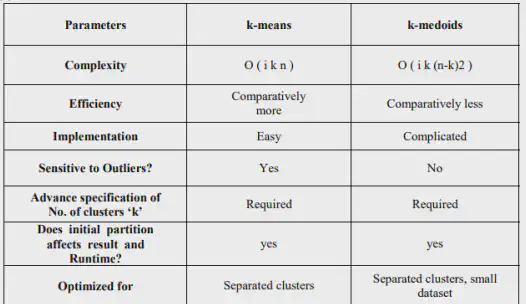 Parameters k-means k-medoids
Complexity O ( i k n ) O ( i k (n-k)2 )
Efficiency Comparatively more Comparatively less
Implementation Easy Complicated
Sensitive to Outliers? Yes No
Advance specification of
No. of clusters ‘k’ Required Required
Does initial partition
affects result and
Runtime? yes yes
Optimized for Separated clusters Separated clusters, small
dataset